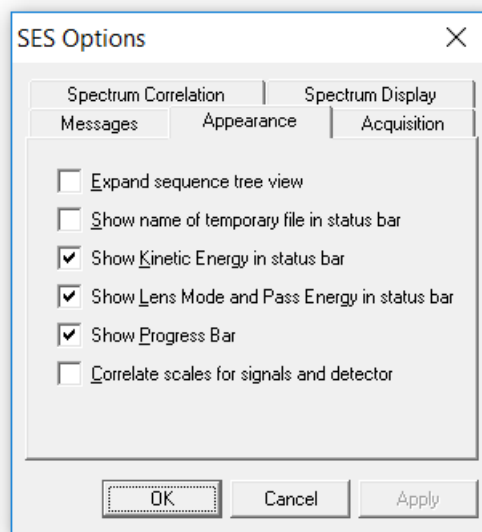 SES Options
Spectrum Correlation
Spectrum Display
Messages
Appearance
Acquisition
Expand sequence tree view
Show name of temporary file in status bar
Show Kinetic Energy in status bar
Show Lens Mode and Pass Energy in status bar
Show Progress Bar
Correlate scales for signals and detector
OK
Cancel
Apply